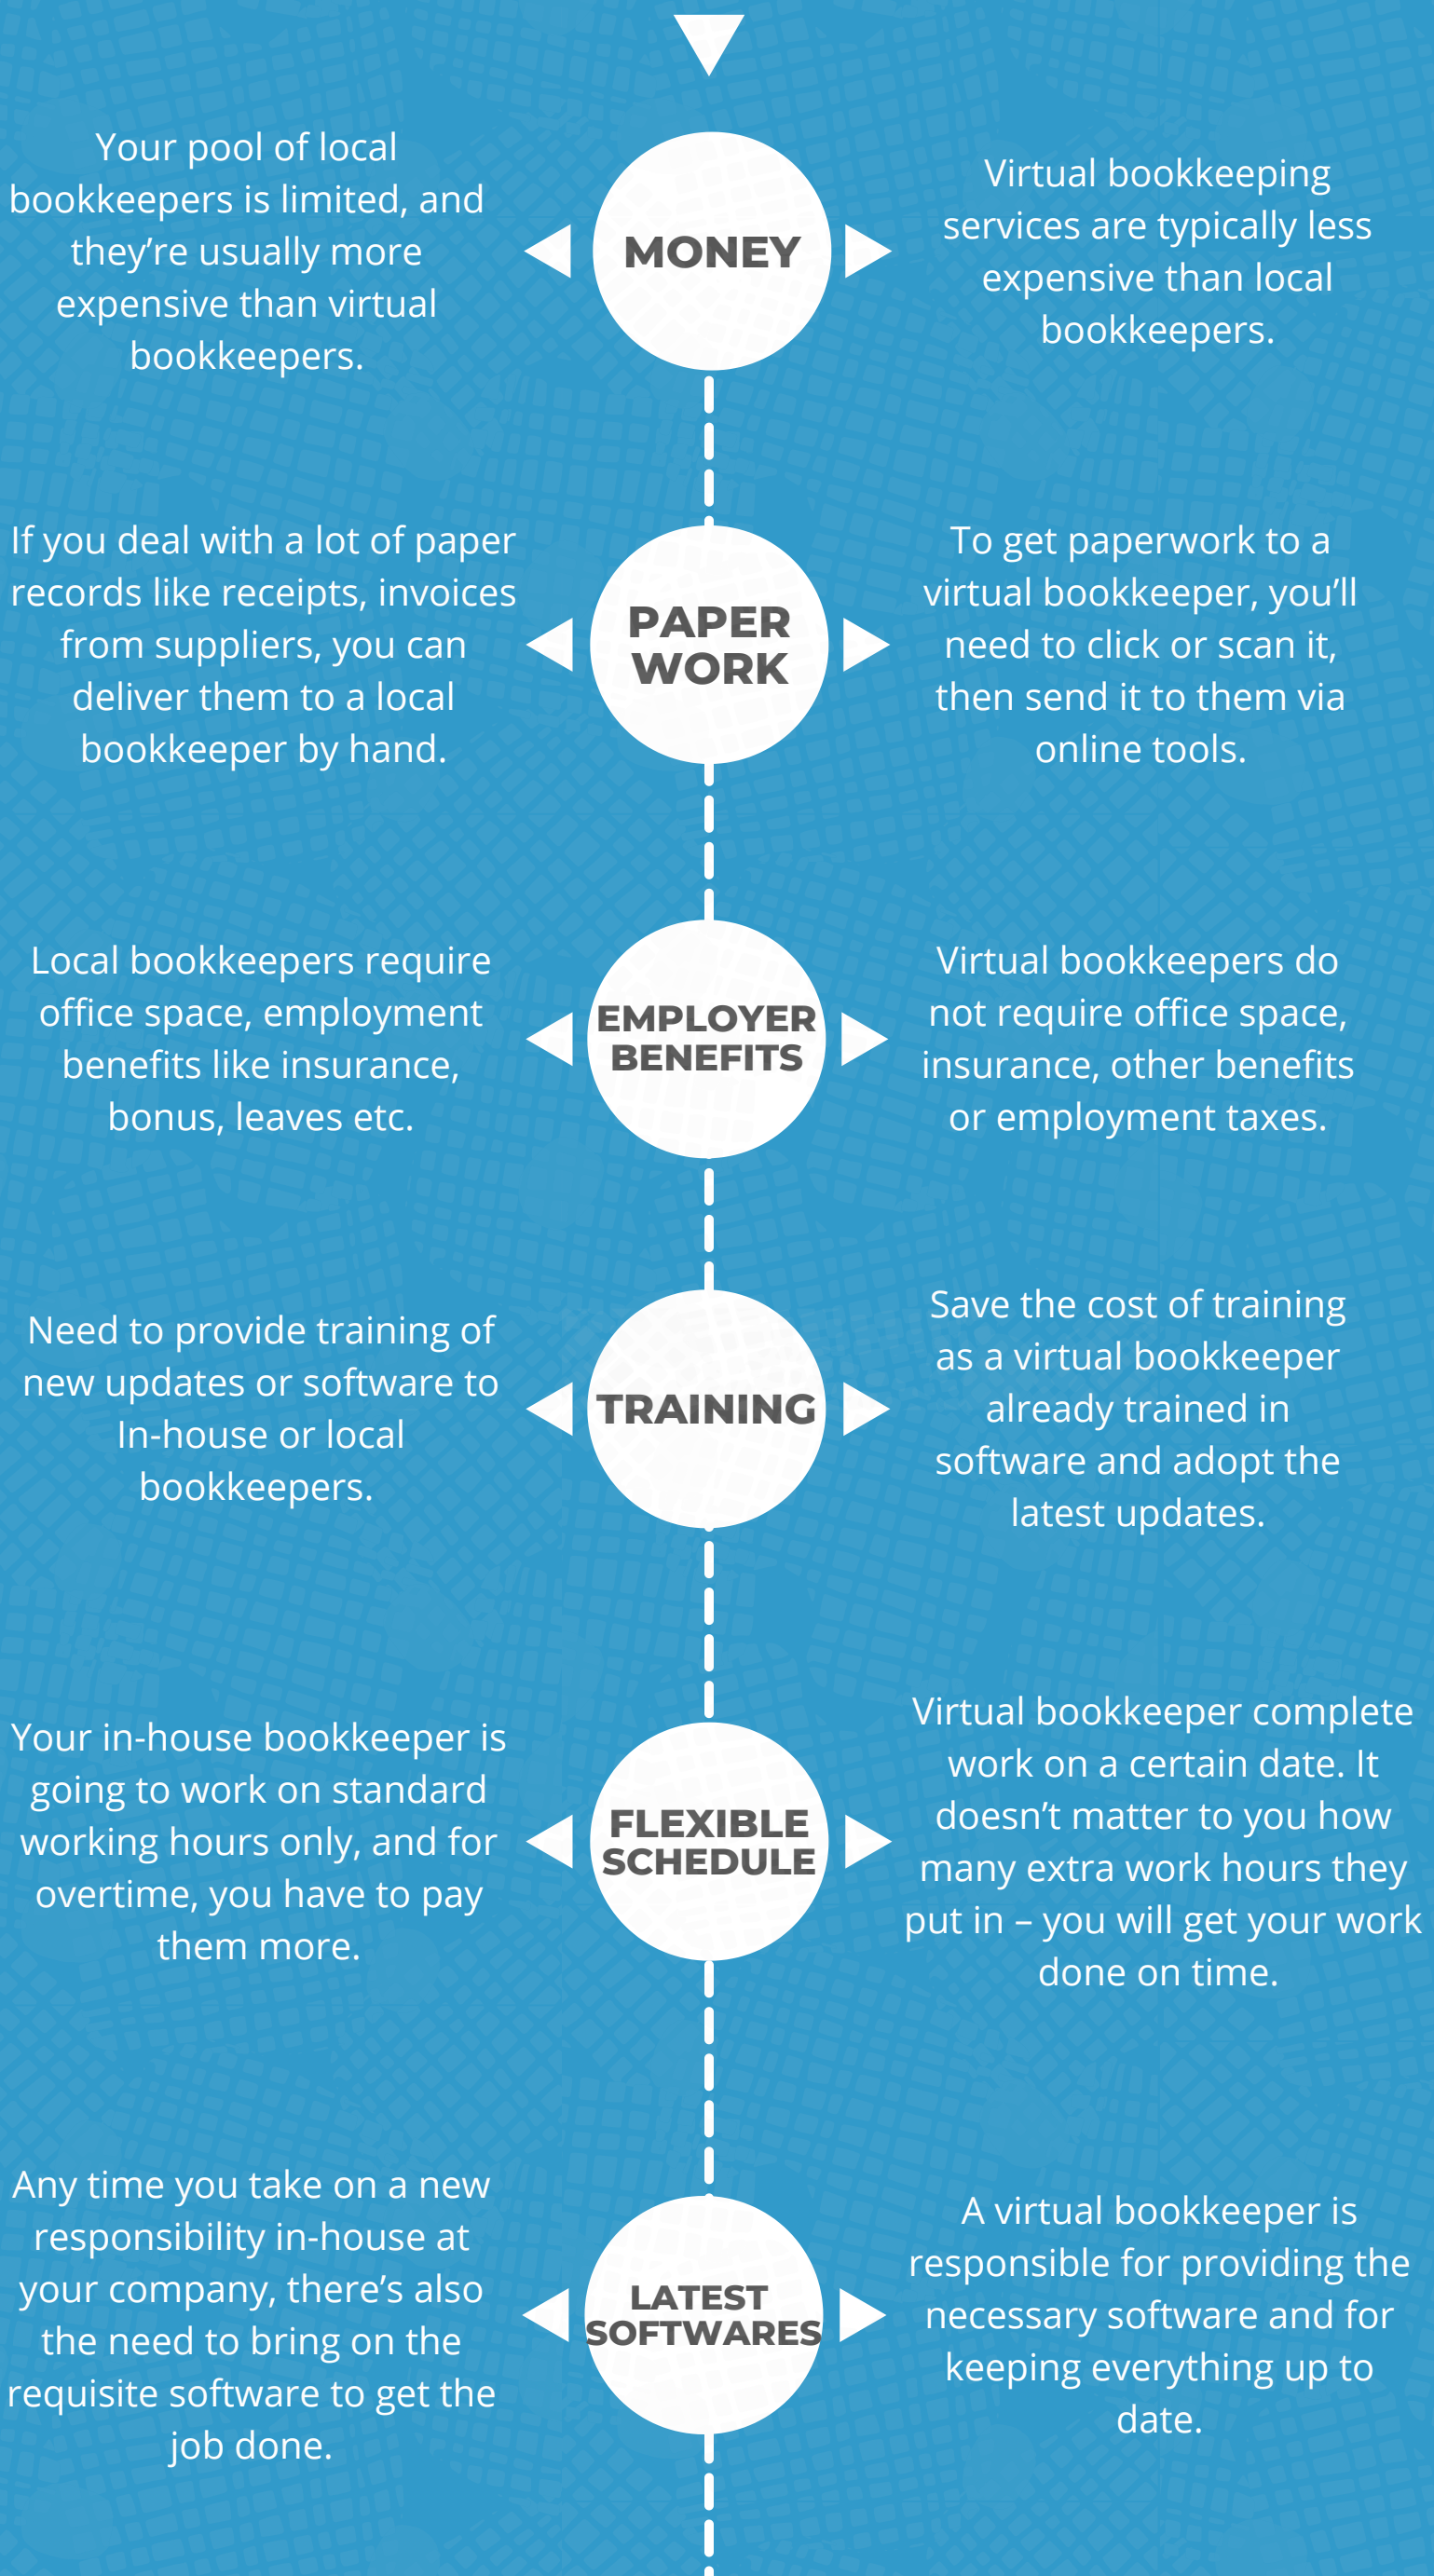 Your pool of local
bookkeepers is limited, and
they're usually more
expensive than virtual
bookkeepers.
MONEY
Virtual bookkeeping
services are typically less
expensive than local
bookkeepers.
If you deal with a lot of paper
records like receipts, invoices
from suppliers, you can
deliver them to a local
bookkeeper by hand.
PAPER
WORK
To get paperwork to a
virtual bookkeeper, you'll
need to click or scan it,
then send it to them via
online tools.
Local bookkeepers require
office space, employment
benefits like insurance,
bonus, leaves etc.
EMPLOYER
BENEFITS
Virtual bookkeepers do
not require office space,
insurance, other benefits
or employment taxes.
Need to provide training of
new updates or software to
In-house or local
bookkeepers.
TRAINING
Save the cost of training
as a virtual bookkeeper
already trained in
software and adopt the
latest updates.
Your in-house bookkeeper is
going to work on standard
working hours only, and for
overtime, you have to pay
them more.
FLEXIBLE
SCHEDULE
Virtual bookkeeper complete
work on a certain date. It
doesn't matter to you how
many extra work hours they
put in – you will get your work
done on time.
Any time you take on a new
responsibility in-house at
your company, there's also
the need to bring on the
requisite software to get the
job done.
LATEST
SOFTWARES
A virtual bookkeeper is
responsible for providing the
necessary software and for
keeping everything up to
date.